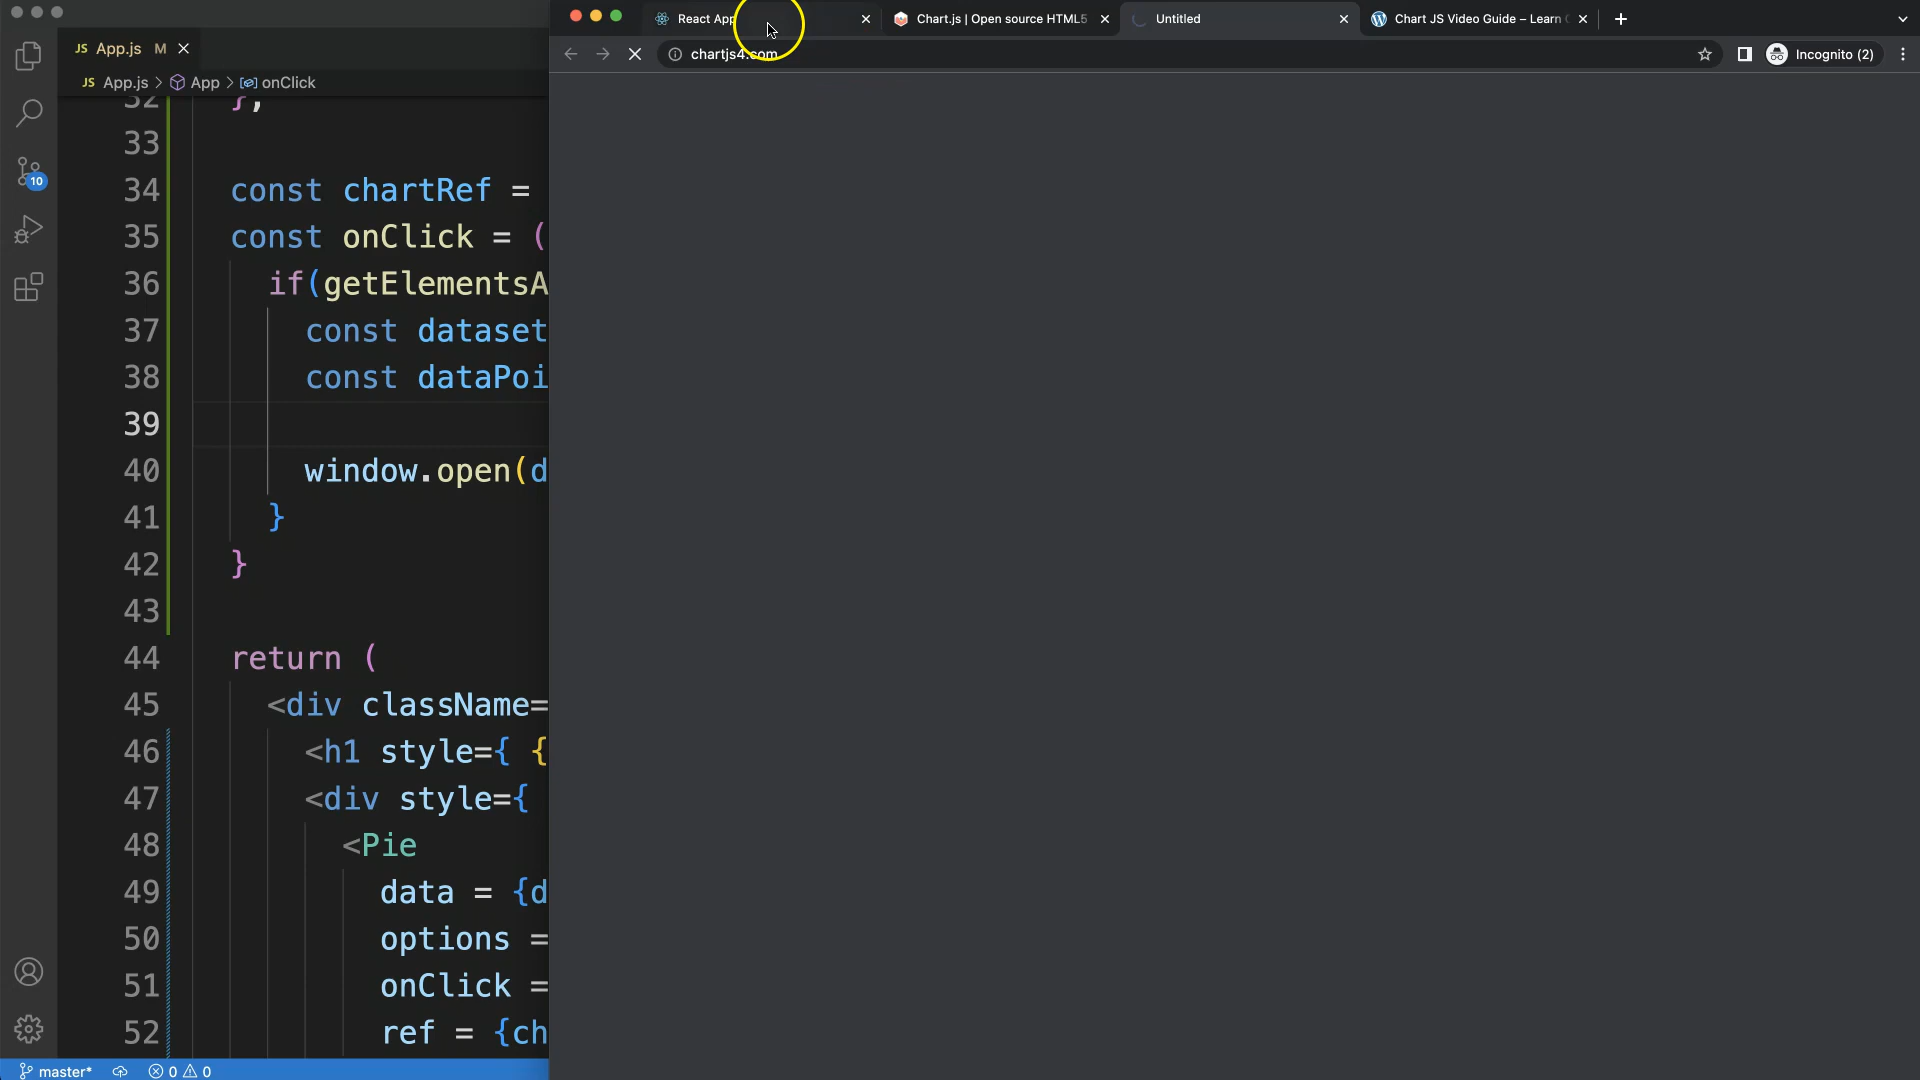 JS App.js M
JS App.js > App > onClick
32 };
33
34 const chartRef =
35 const onClick = (
36 if(getElementsA
37 const dataset
38 const dataPoi
39
40 window.open(d
41 }
42 }
43
44 return (
45 <div className=
46 <h1 style={ {
47 <div style={
48 <Pie
49 data = {d
50 options =
51 onClick =
52 ref = {ch
10
master* 0 0
React App
Chart.js | Open source HTML5
Untitled
Chart JS Video Guide – Learn C
chartjs4.com
Incognito (2)